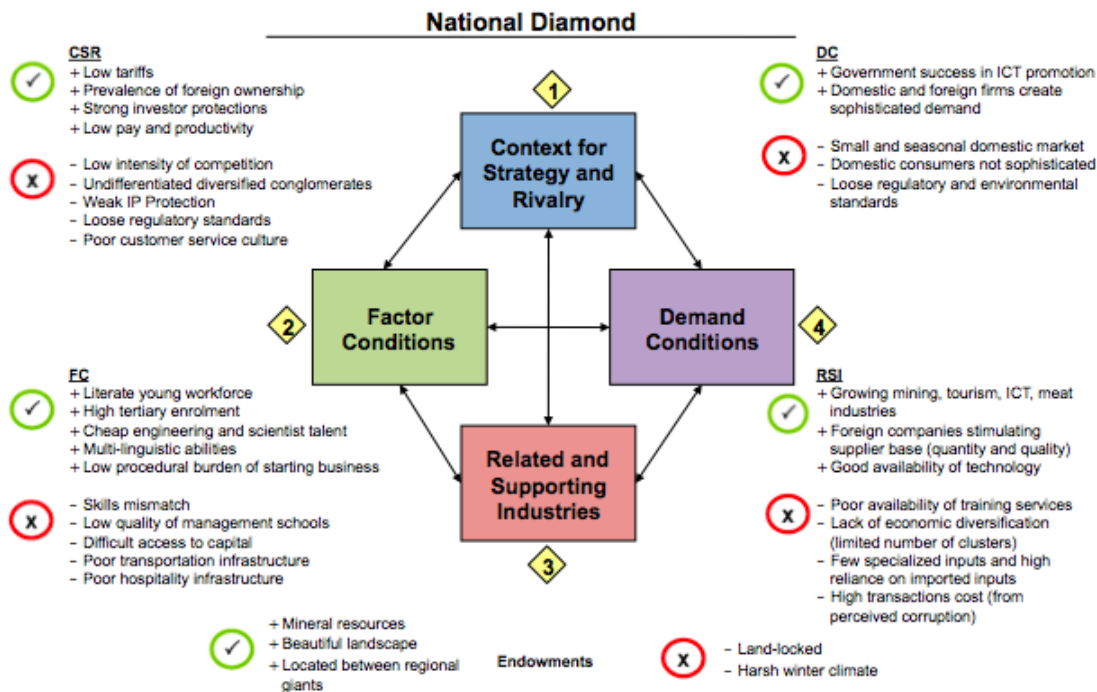 National Diamond
CSR
+ Low tariffs
+ Prevalence of foreign ownership
+ Strong investor protections
+ Low pay and productivity
– Low intensity of competition
– Undifferentiated diversified conglomerates
– Weak IP Protection
– Loose regulatory standards
– Poor customer service culture
DC
+ Government success in ICT promotion
+ Domestic and foreign firms create
sophisticated demand
– Small and seasonal domestic market
– Domestic consumers not sophisticated
– Loose regulatory and environmental
standards
1
Context for
Strategy and
Rivalry
2
Factor
Conditions
Demand
Conditions
4
FC
+ Literate young workforce
+ High tertiary enrolment
+ Cheap engineering and scientist talent
+ Multi-linguistic abilities
+ Low procedural burden of starting business
– Skills mismatch
– Low quality of management schools
– Difficult access to capital
– Poor transportation infrastructure
– Poor hospitality infrastructure
Related and
Supporting
Industries
3
RSI
+ Growing mining, tourism, ICT, meat
industries
+ Foreign companies stimulating
supplier base (quantity and quality)
+ Good availability of technology
– Poor availability of training services
– Lack of economic diversification
(limited number of clusters)
– Few specialized inputs and high
reliance on imported inputs
– High transactions cost (from
perceived corruption)
+ Mineral resources
+ Beautiful landscape
+ Located between regional
giants
Endowments
– Land-locked
– Harsh winter climate